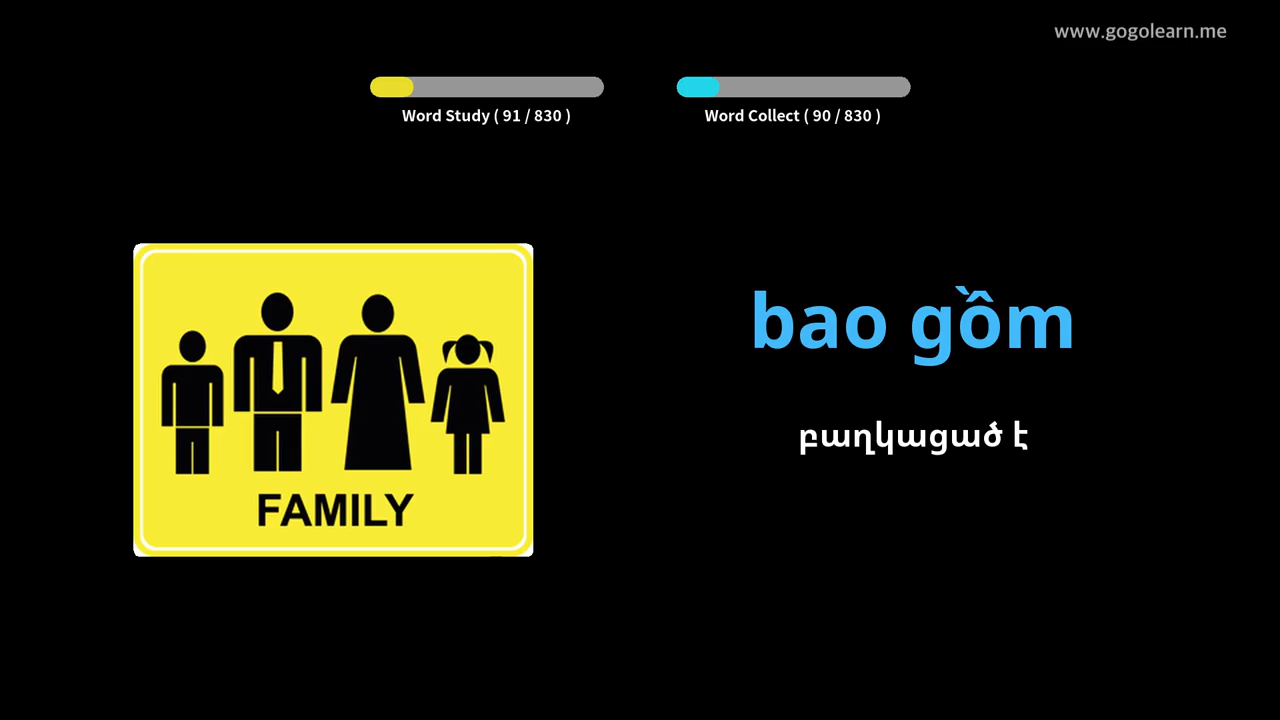 www.gogolearn.me
Word Study ( 91 / 830 )
Word Collect ( 90 / 830 )
FAMILY
bao gồm
բաղկացած է